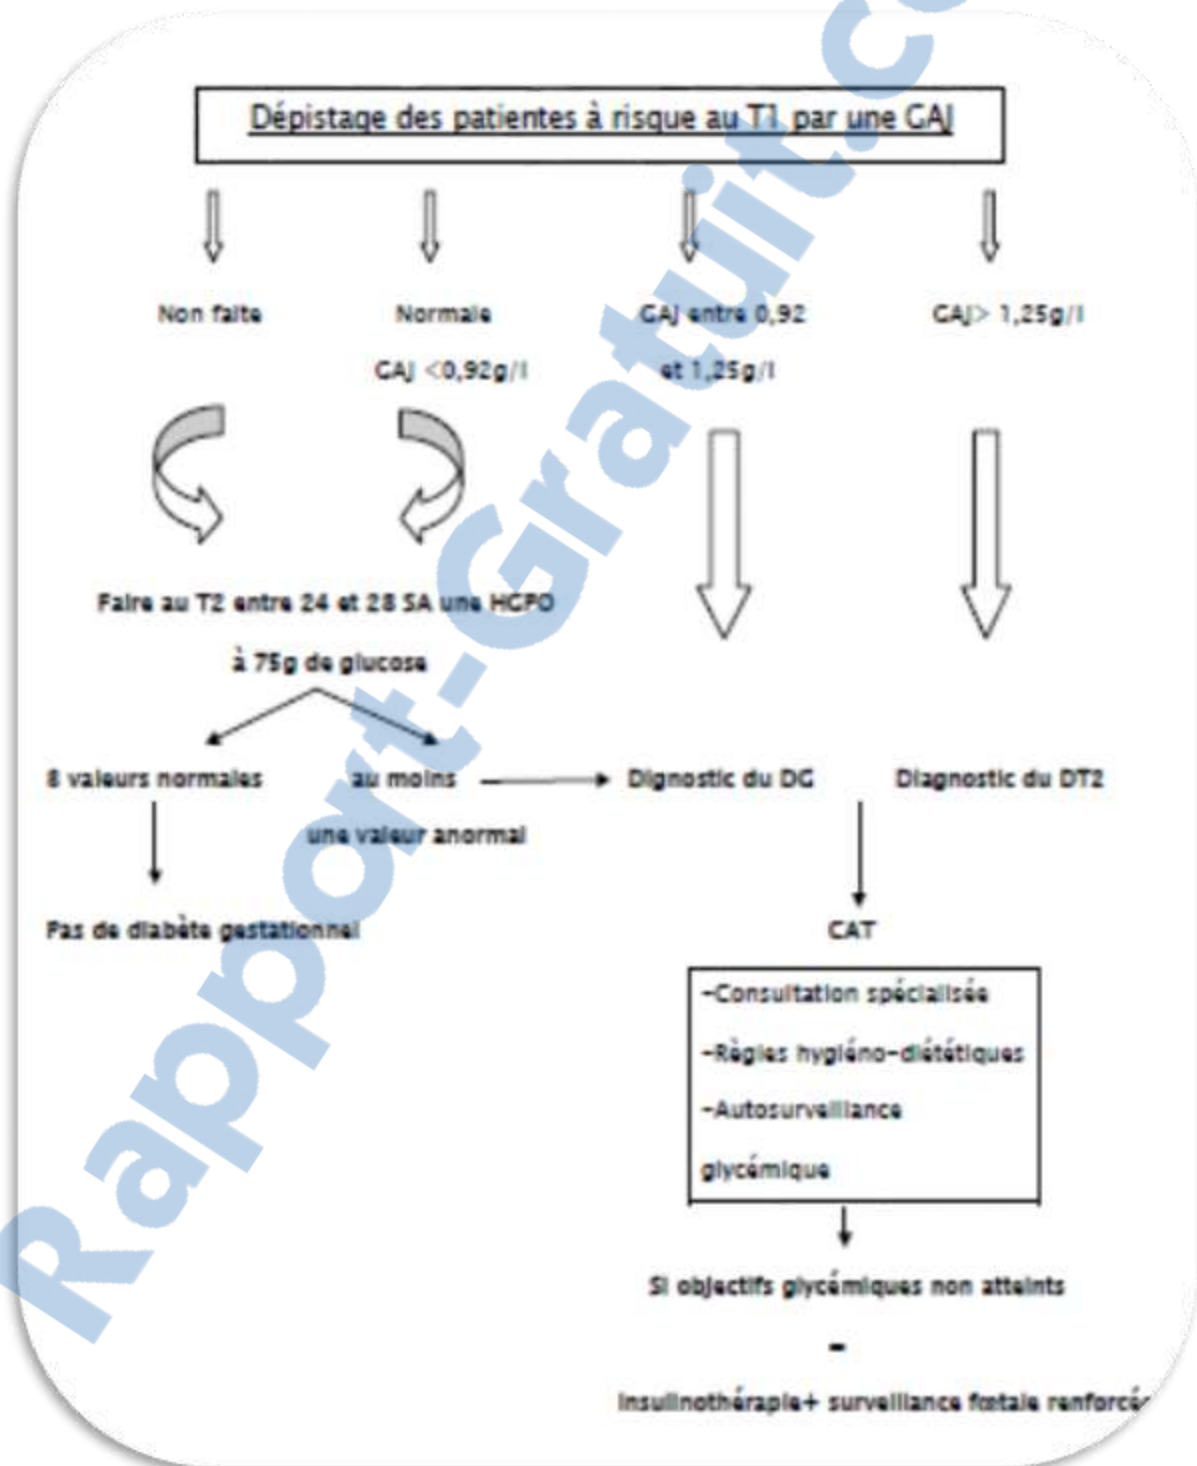 Dépistage des patientes à risque au T1 par une GAJ
Non faite
Normale
GAJ <0,92g/l
GAJ entre 0,92
et 1,25g/l
GAJ> 1,25g/l
Faire au T2 entre 24 et 28 SA une HGPO
à 75g de glucose
8 valeurs normales
au moins
une valeur anormal
Dignostic du DG
Diagnostic du DT2
Pas de diabète gestationnel
CAT
-Consultation spécialisée
-Règles hygiéno-diététiques
-Autosurveillance
glycémique
Si objectifs glycémiques non atteints
-
Insulinothérapie+ surveillance fœtale renforcée
Rapport-Gratuit.co